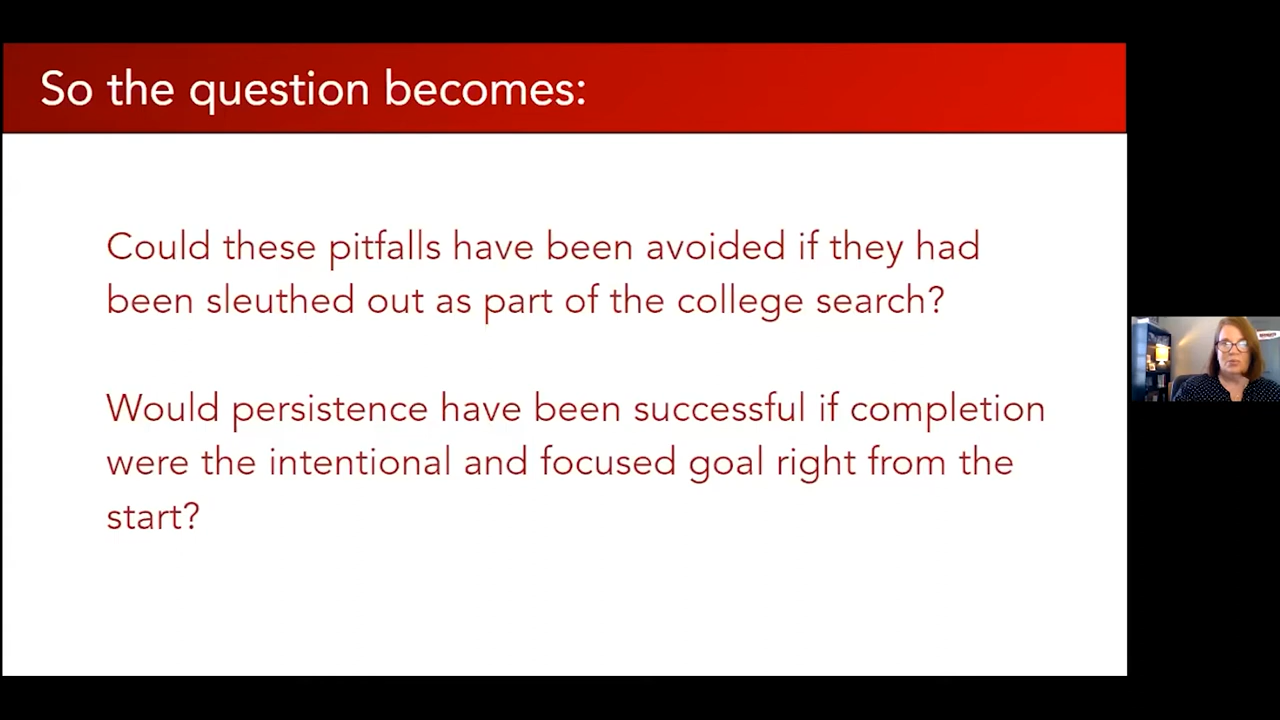 So the question becomes:
Could these pitfalls have been avoided if they had
been sleuthed out as part of the college search?
Would persistence have been successful if completion
were the intentional and focused goal right from the
start?